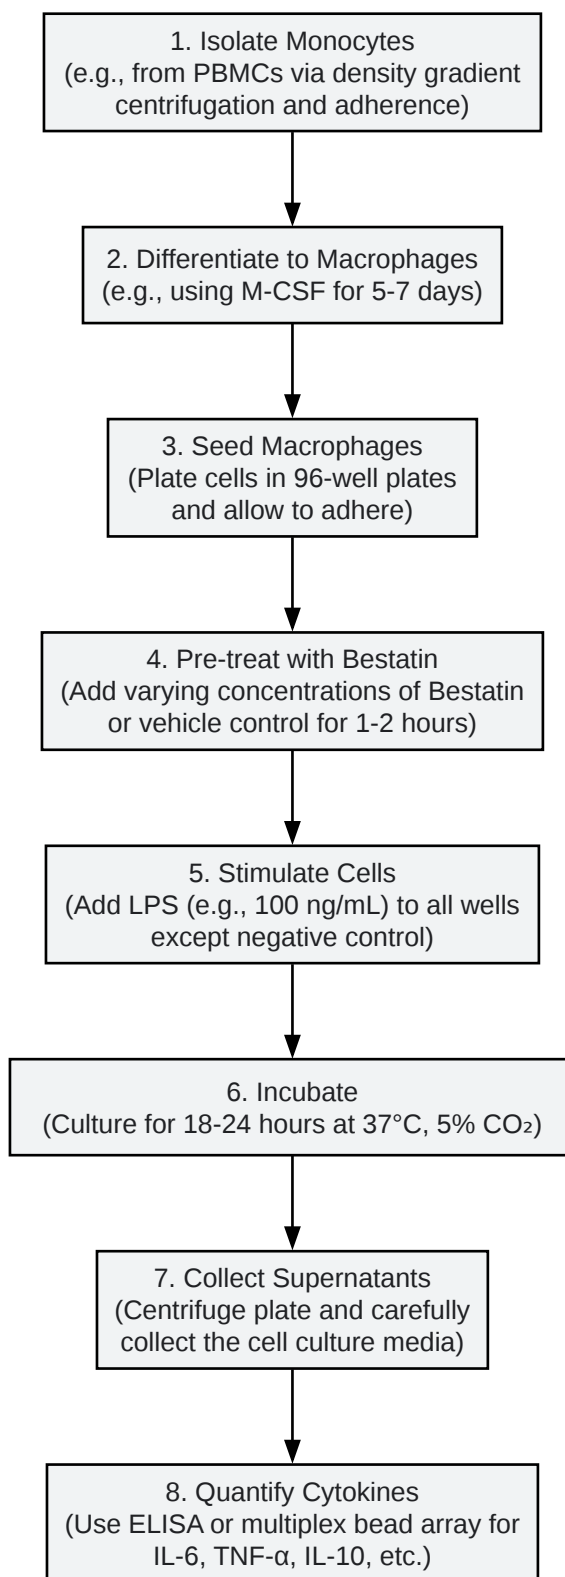 1. Isolate Monocytes
(e.g., from PBMCs via density gradient
centrifugation and adherence)
2. Differentiate to Macrophages
(e.g., using M-CSF for 5-7 days)
3. Seed Macrophages
(Plate cells in 96-well plates
and allow to adhere)
4. Pre-treat with Bestatin
(Add varying concentrations of Bestatin
or vehicle control for 1-2 hours)
5. Stimulate Cells
(Add LPS (e.g., 100 ng/mL) to all wells
except negative control)
6. Incubate
(Culture for 18-24 hours at 37°C, 5% CO₂)
7. Collect Supernatants
(Centrifuge plate and carefully
collect the cell culture media)
8. Quantify Cytokines
(Use ELISA or multiplex bead array for
IL-6, TNF-α, IL-10, etc.)